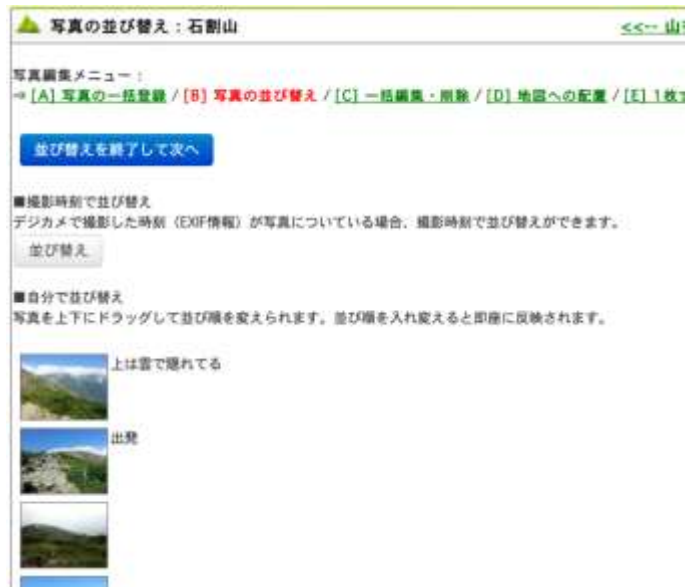 写真の並び替え：石割山
<<-- 山
写真編集メニュー：
⇒ [A] 写真の一括登録 / [B] 写真の並び替え / [C] 一括編集・削除 / [D] 地図への配置 / [E] 1枚
並び替えを終了して次へ
■撮影時刻で並び替え
デジカメで撮影した時刻（EXIF情報）が写真についている場合、撮影時刻で並び替えができます。
並び替え
■自分で並び替え
写真を上下にドラッグして並び順を変えられます。並び順を入れ変えると即座に反映されます。
上は雲で隠れてる
出発